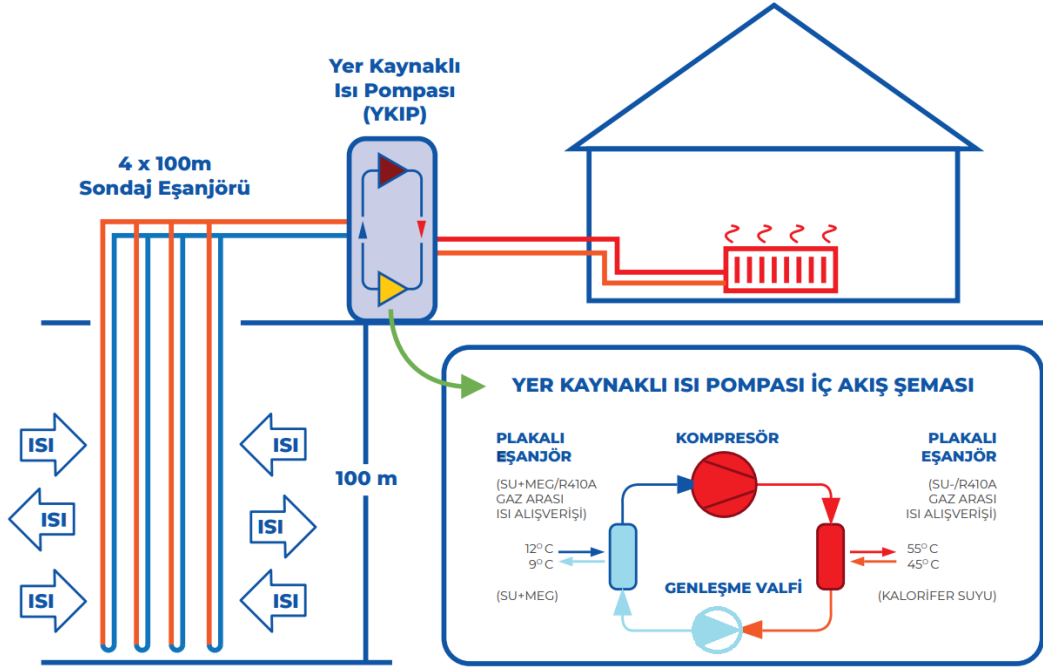 Yer Kaynaklı
Isı Pompası
(YKIP)
4 x 100m
Sondaj Eşanjörü
ISI
ISI
ISI
ISI
ISI
ISI
100 m
YER KAYNAKLI ISI POMPASI İÇ AKIŞ ŞEMASI
PLAKALI
EŞANJÖR
(SU+MEG/R410A
GAZ ARASI
ISI ALIŞVERİŞİ)
12° C
9° C
(SU+MEG)
KOMPRESÖR
GENLEŞME VALFİ
PLAKALI
EŞANJÖR
(SU-/R410A
GAZ ARASI
ISI ALIŞVERİŞİ)
55° C
45° C
(KALORİFER SUYU)